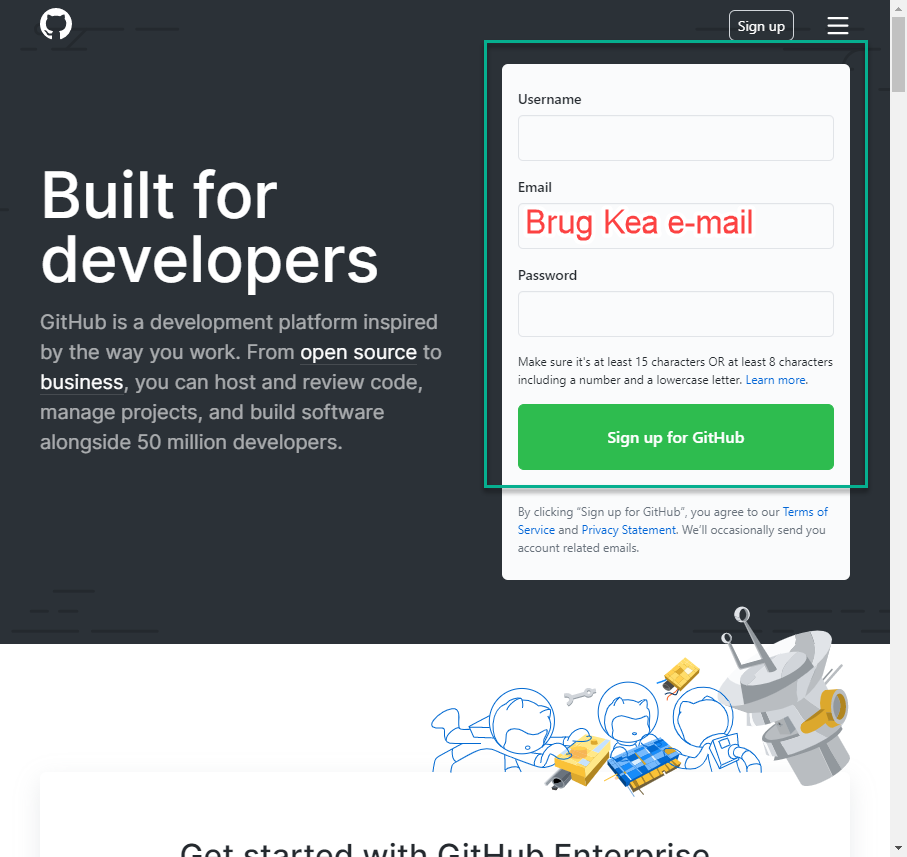 Sign up
Built for
developers
GitHub is a development platform inspired
by the way you work. From open source to
business, you can host and review code,
manage projects, and build software
alongside 50 million developers.
Username
Email
Brug Kea e-mail
Password
Make sure it's at least 15 characters OR at least 8 characters
including a number and a lowercase letter. Learn more.
Sign up for GitHub
By clicking “Sign up for GitHub”, you agree to our Terms of
Service and Privacy Statement. We’ll occasionally send you
account related emails.
Get started with GitHub Enterprise